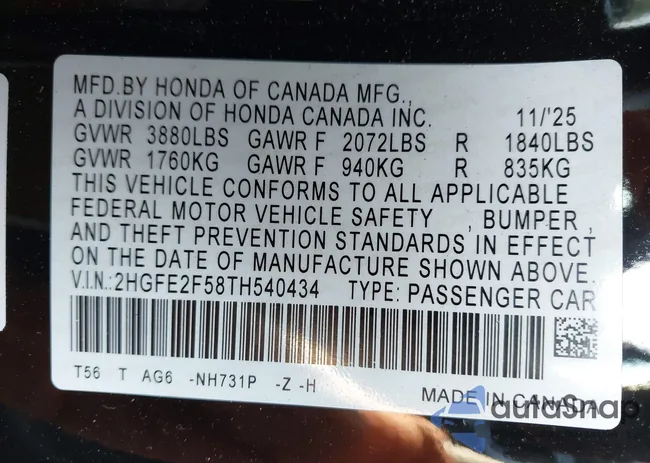 MFD.BY HONDA OF CANADA MFG.,
A DIVISION OF HONDA CANADA INC. 11/'25
GVWR 3880LBS GAWR F 2072LBS R 1840LBS
GVWR 1760KG GAWR F 940KG R 835KG
THIS VEHICLE CONFORMS TO ALL APPLICABLE
FEDERAL MOTOR VEHICLE SAFETY , BUMPER ,
AND THEFT PREVENTION STANDARDS IN EFFECT
ON THE DATE OF MANUFACTURE SHOWN ABOVE.
V.I.N.:2HGFE2F58TH540434 TYPE: PASSENGER CAR
T56 T AG6 -NH731P -Z -H
MADE IN CANADA
autoSnap